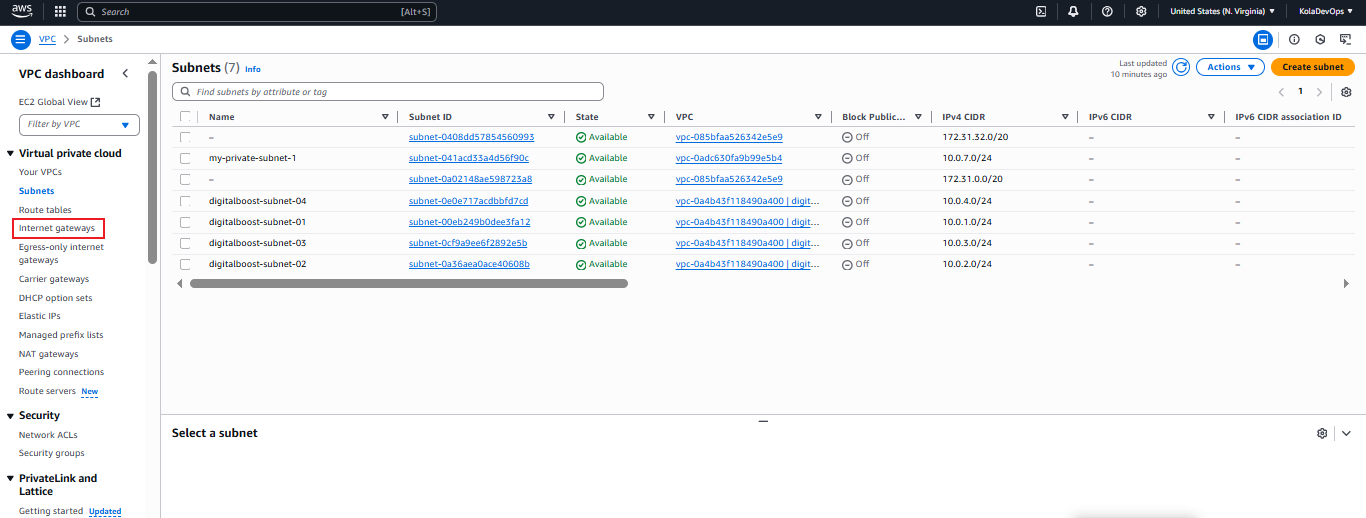 aws Search [Alt+S] United States (N. Virginia) KolaDevOps
VPC Subnets
VPC dashboard
EC2 Global View
Filter by VPC
Virtual private cloud
Your VPCs
Subnets
Route tables
Internet gateways
Egress-only internet
gateways
Carrier gateways
DHCP option sets
Elastic IPs
Managed prefix lists
NAT gateways
Peering connections
Route servers New
Security
Network ACLs
Security groups
PrivateLink and
Lattice
Getting started Updated
Subnets (7) Info
Last updated
10 minutes ago
Actions
Create subnet
Find subnets by attribute or tag
1
Name Subnet ID State VPC Block Public... IPv4 CIDR IPv6 CIDR IPv6 CIDR association ID
– subnet-0408dd57854560993 Available vpc-085bfaa526342e5e9 Off 172.31.32.0/20 – –
my-private-subnet-1 subnet-041acd33a4d56f90c Available vpc-0adc630fa9b99e5b4 Off 10.0.7.0/24 – –
– subnet-0a02148ae598723a8 Available vpc-085bfaa526342e5e9 Off 172.31.0.0/20 – –
digitalboost-subnet-04 subnet-0e0e717acdbbfd7cd Available vpc-0a4b43f118490a400 | digit... Off 10.0.4.0/24 – –
digitalboost-subnet-01 subnet-00eb249b0dee3fa12 Available vpc-0a4b43f118490a400 | digit... Off 10.0.1.0/24 – –
digitalboost-subnet-03 subnet-0cf9a9ee6f2892e5b Available vpc-0a4b43f118490a400 | digit... Off 10.0.3.0/24 – –
digitalboost-subnet-02 subnet-0a36aea0ace40608b Available vpc-0a4b43f118490a400 | digit... Off 10.0.2.0/24 – –
Select a subnet